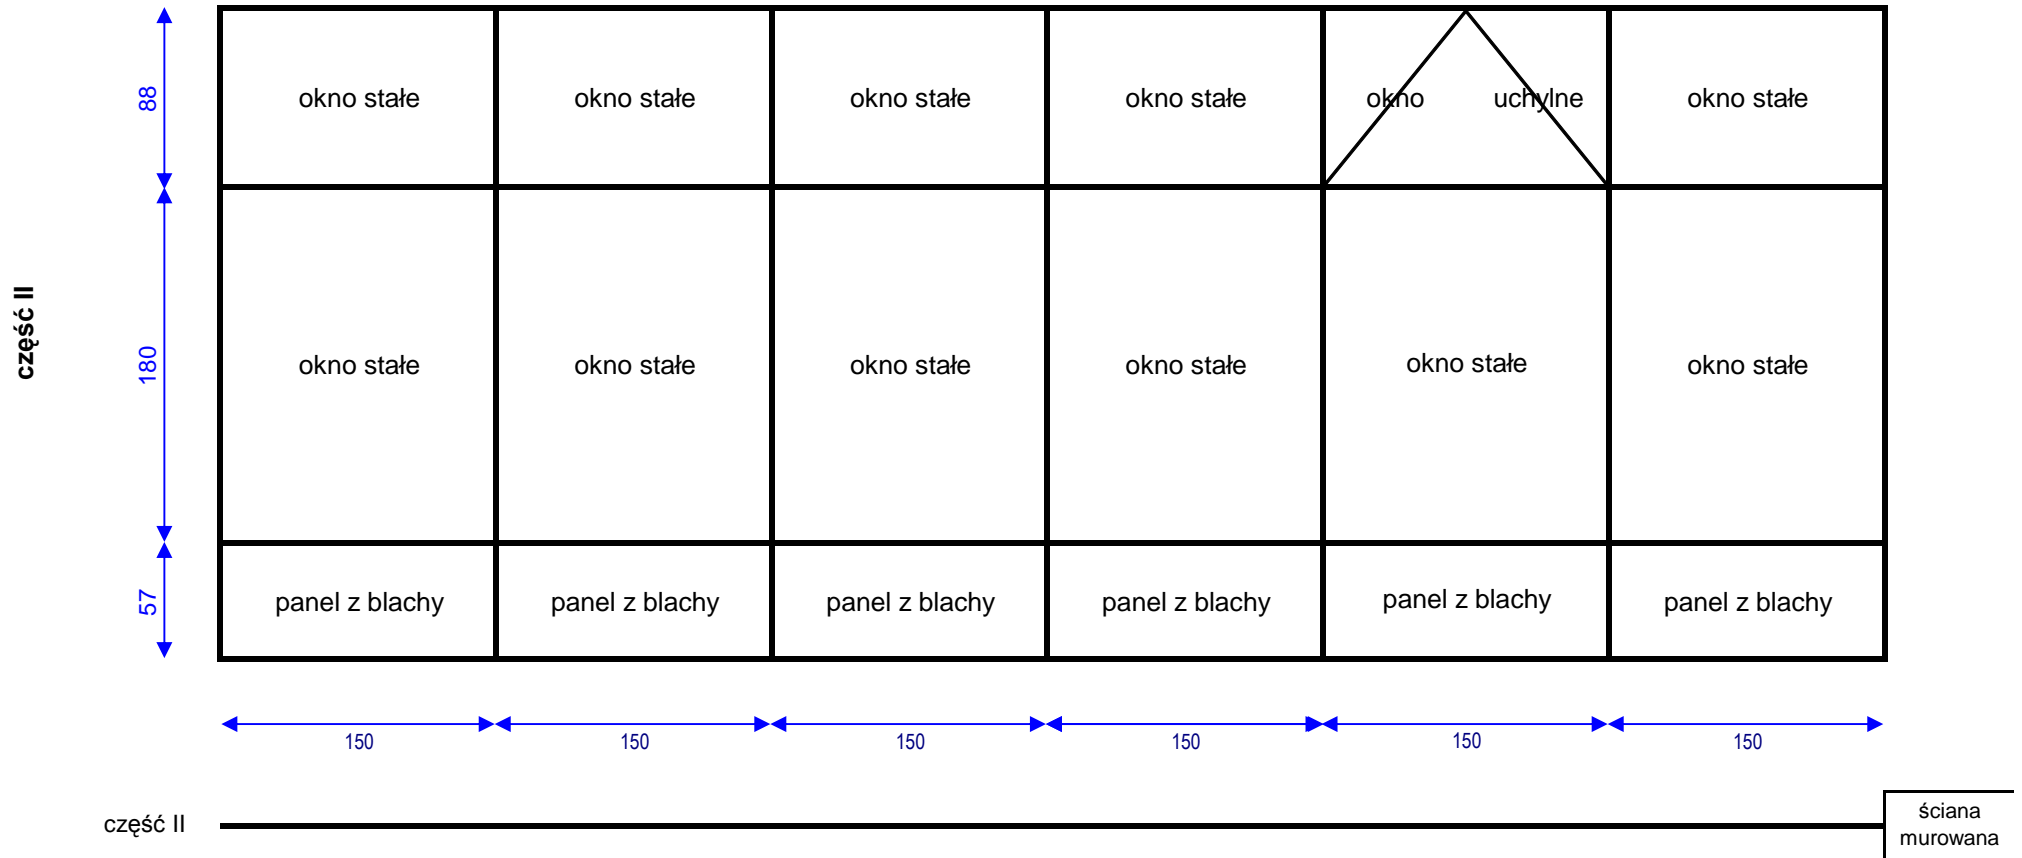 88
okno stałe
okno stałe
okno stałe
okno stałe
okno uchylne
okno stałe
część II
180
okno stałe
okno stałe
okno stałe
okno stałe
okno stałe
okno stałe
57
panel z blachy
panel z blachy
panel z blachy
panel z blachy
panel z blachy
panel z blachy
150
150
150
150
150
150
część II
ściana
murowana